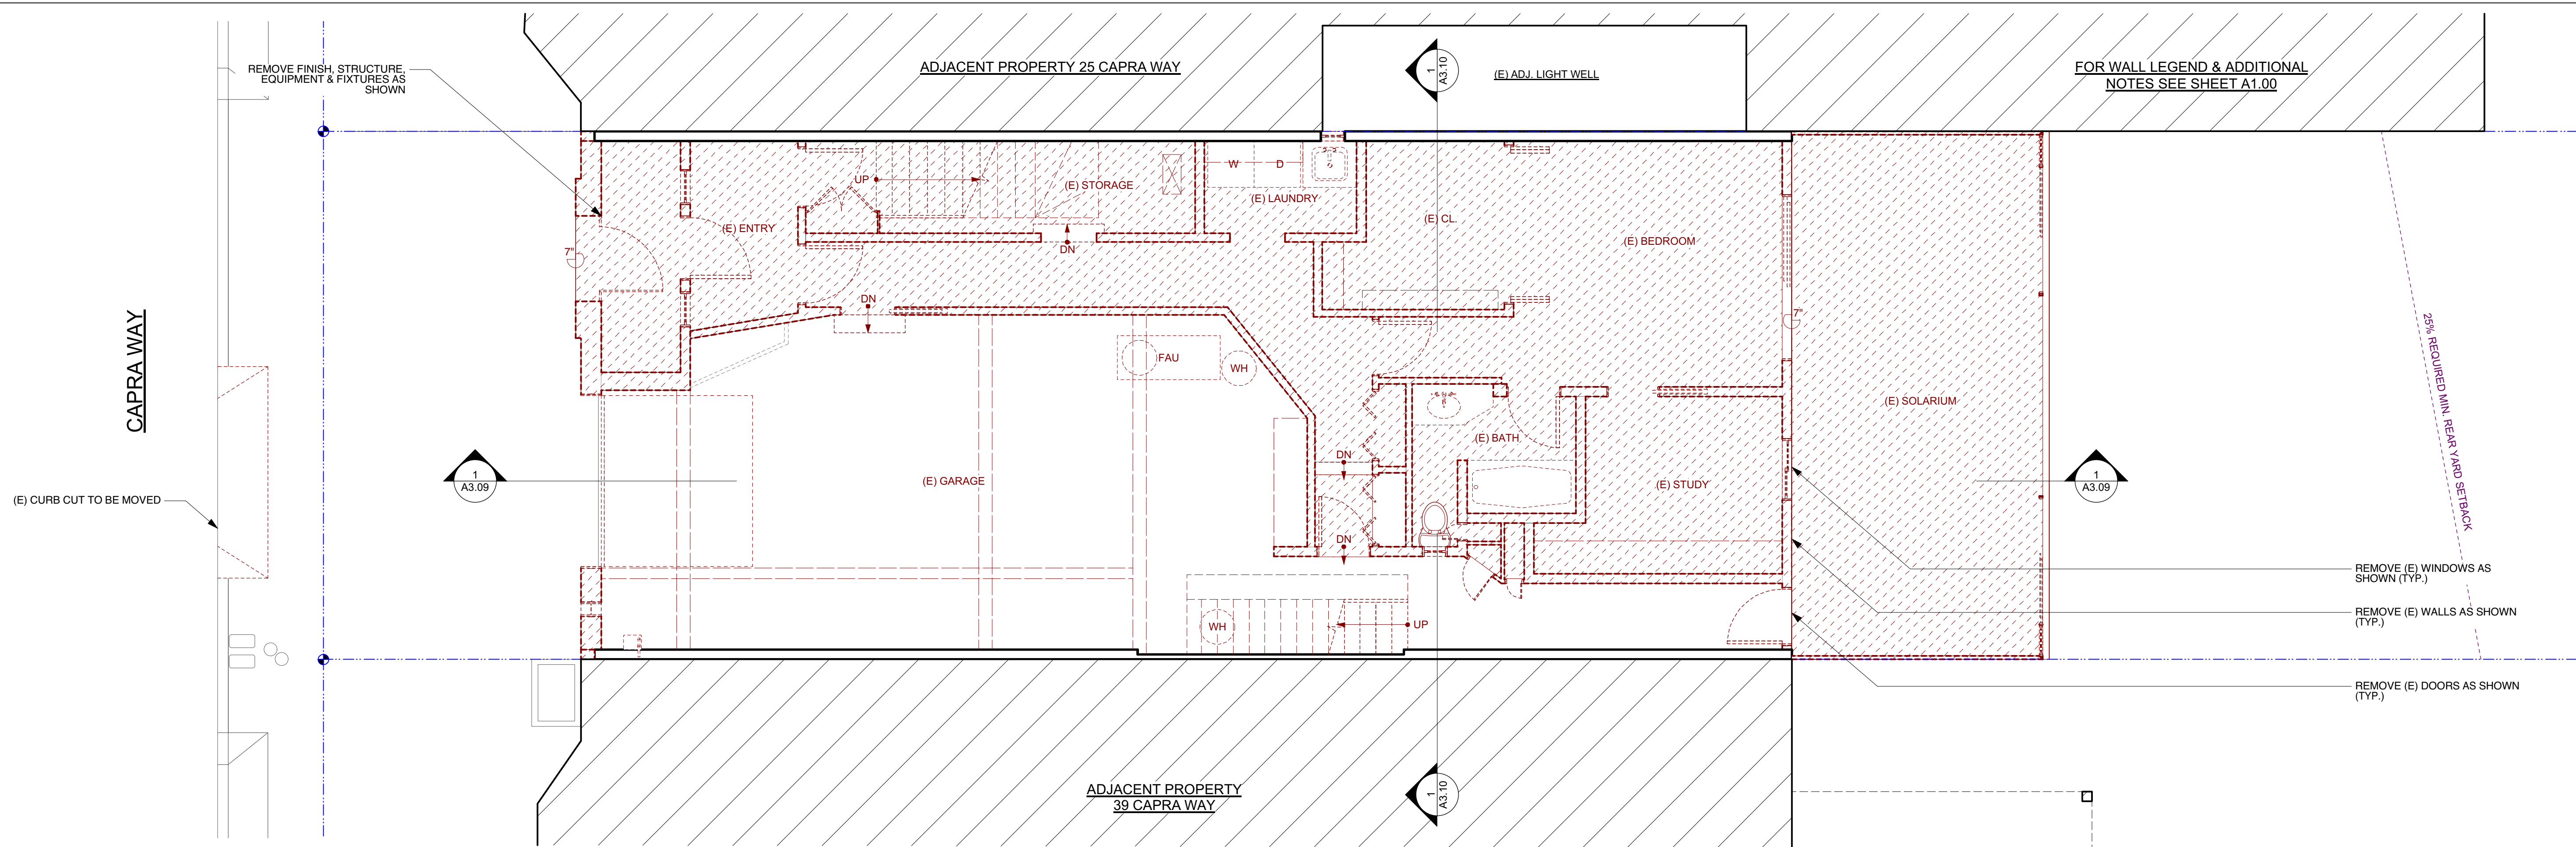 REMOVE FINISH, STRUCTURE,
EQUIPMENT & FIXTURES AS
SHOWN
ADJACENT PROPERTY 25 CAPRA WAY
1
A3.10
(E) ADJ. LIGHT WELL
FOR WALL LEGEND & ADDITIONAL
NOTES SEE SHEET A1.00
UP
(E) STORAGE
W
D
(E) LAUNDRY
(E) CL.
(E) ENTRY
(E) BEDROOM
DN
7"
DN
7"
CAPRA WAY
FAU
WH
25% REQUIRED MIN. REAR YARD SETBACK
(E) SOLARIUM
(E) BATH
DN
1
A3.09
(E) GARAGE
(E) STUDY
1
A3.09
(E) CURB CUT TO BE MOVED
DN
REMOVE (E) WINDOWS AS
SHOWN (TYP.)
REMOVE (E) WALLS AS SHOWN
(TYP.)
WH
UP
REMOVE (E) DOORS AS SHOWN
(TYP.)
ADJACENT PROPERTY
39 CAPRA WAY
1
A3.10